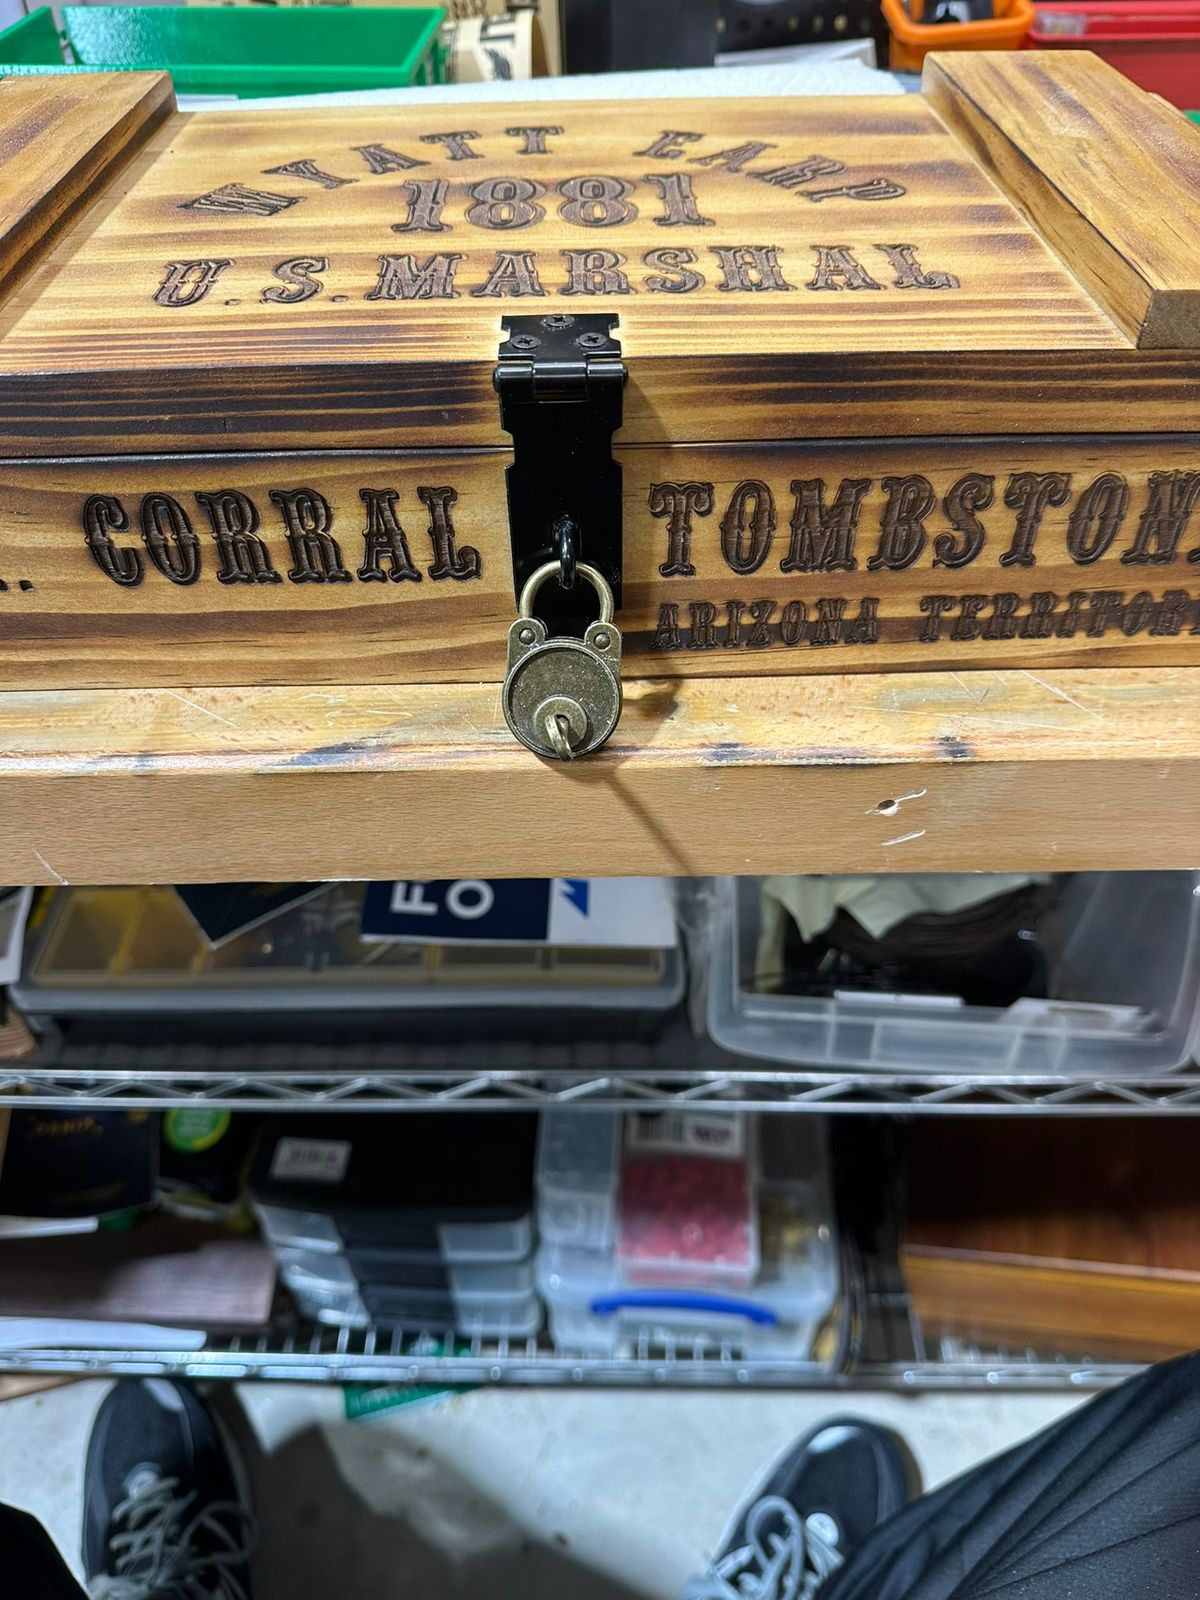 WYATT EARP
1881
U.S. MARSHAL
. CORRAL TOMBSTON
ARIZONA TERRITOR
F
O